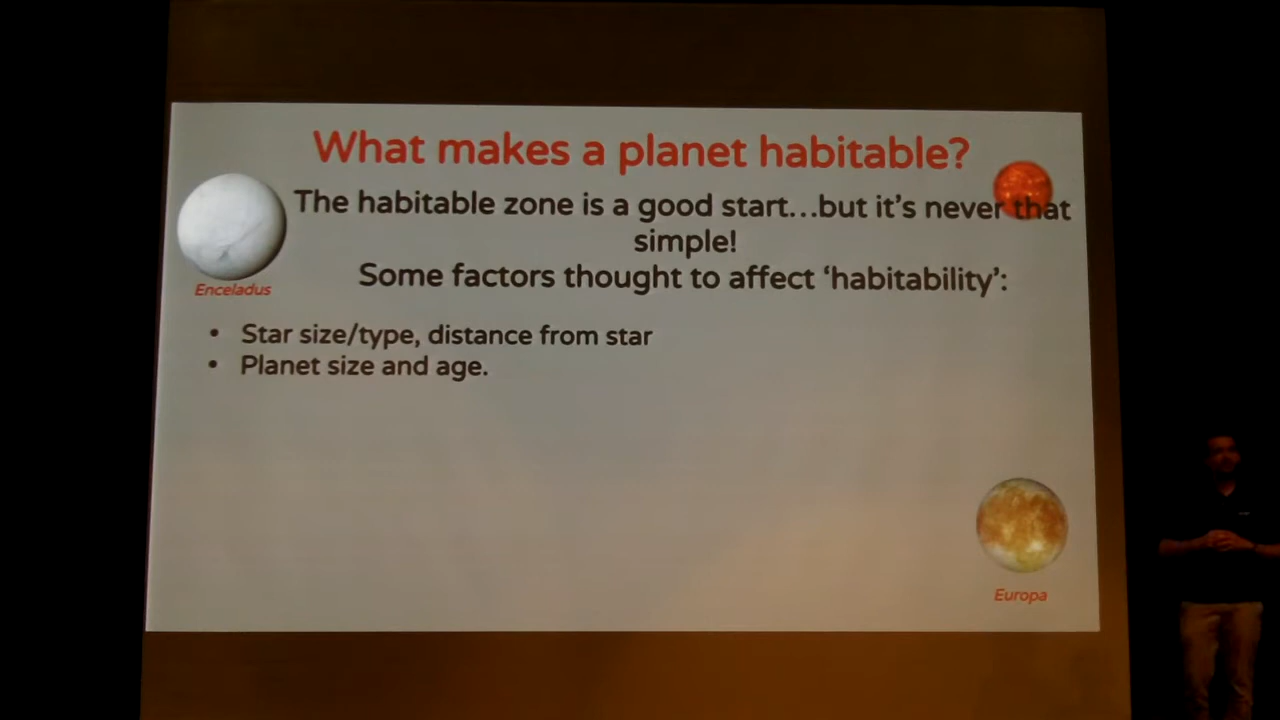 What makes a planet habitable?
The habitable zone is a good start...but it's never that
simple!
Some factors thought to affect ‘habitability’:
Enceladus
• Star size/type, distance from star
• Planet size and age.
Europa